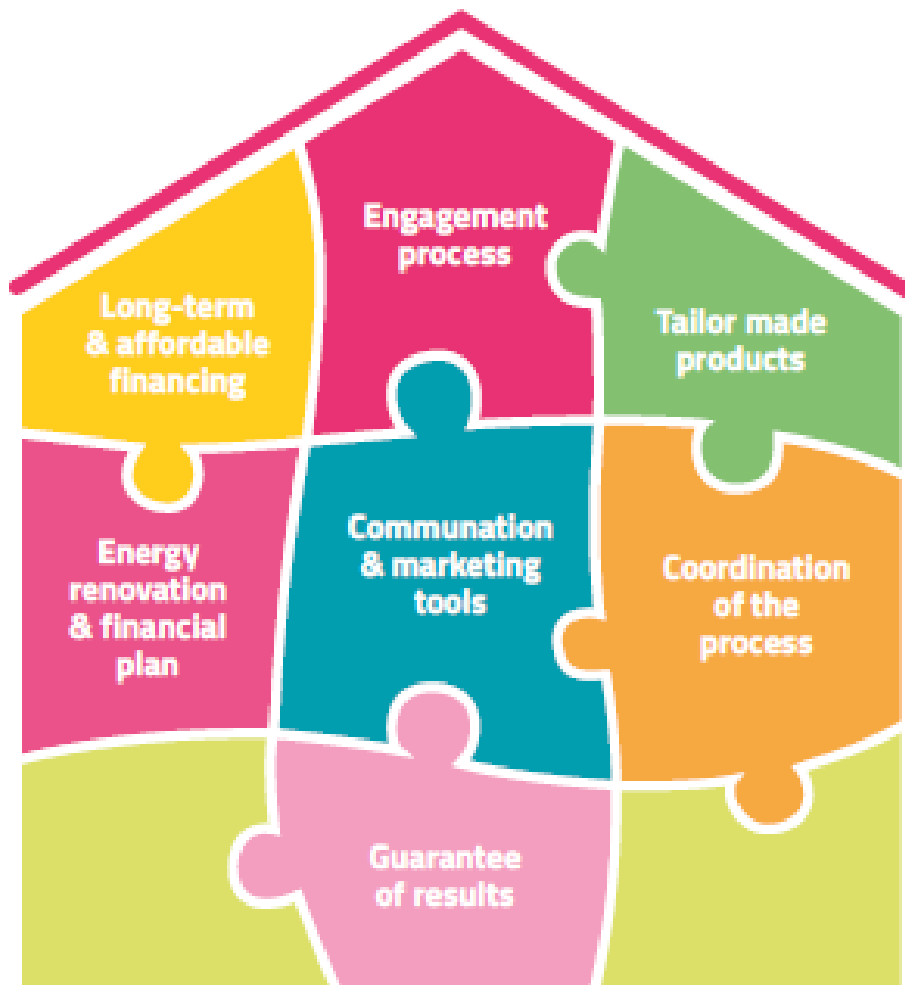 Engagement
process
Long-term
& affordable
financing
Tailor made
products
Energy
renovation
& financial
plan
Communation
& marketing
tools
Coordination
of the
process
Guarantee
of results